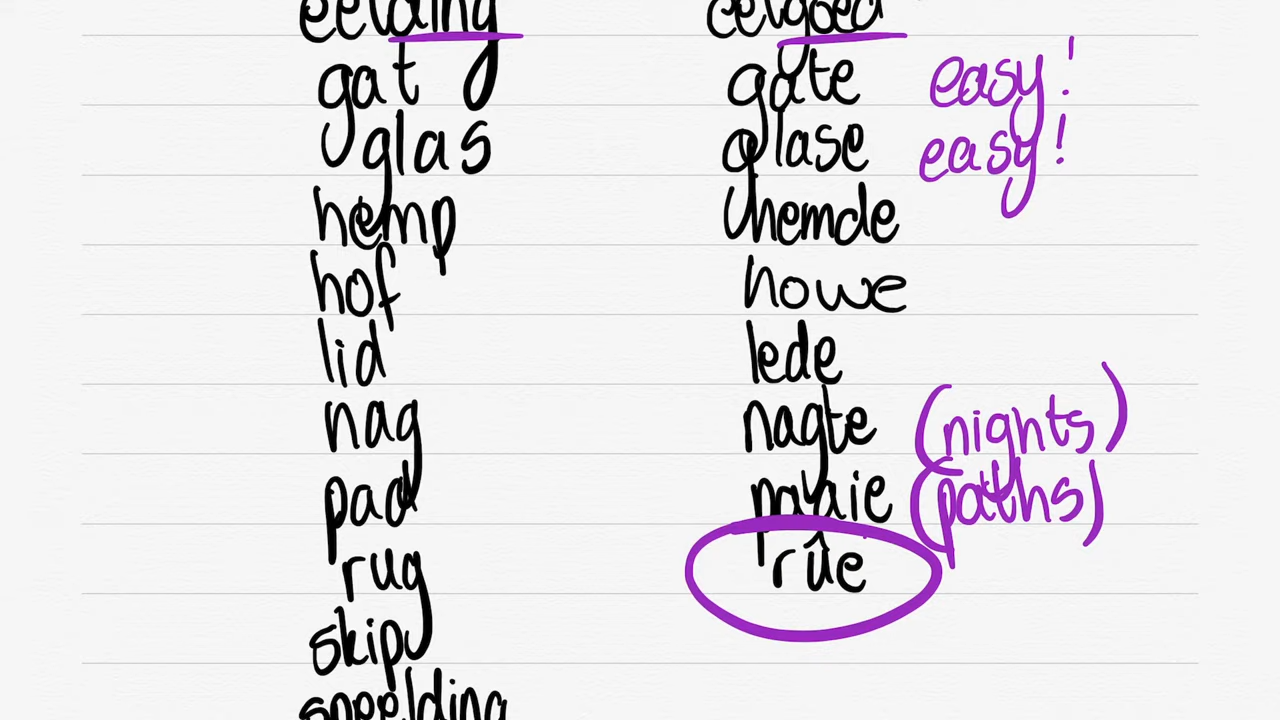 gat gate easy!
glas glase easy!
hemp hemde
hof howe
lid lede
nag nagte (nights)
pad paaie (paths)
rug rûe
skip